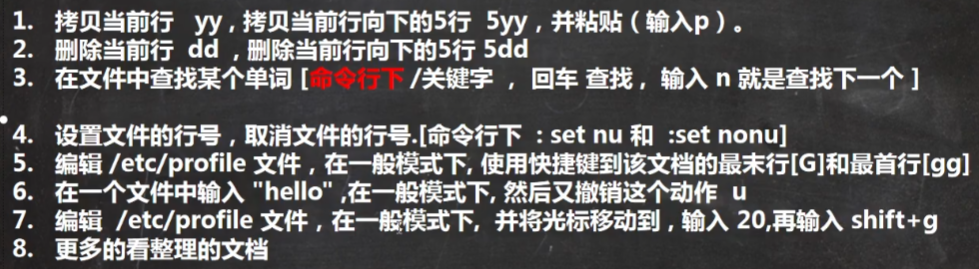 1. 拷贝当前行 yy , 拷贝当前行向下的5行 5yy,并粘贴(输入p)。
2. 删除当前行 dd , 删除当前行向下的5行 5dd
3. 在文件中查找某个单词 [命令行下 /关键字 , 回车 查找 , 输入 n 就是查找下一个 ]
4. 设置文件的行号,取消文件的行号.[命令行下 : set nu 和 :set nonu]
5. 编辑 /etc/profile 文件,在一般模式下, 使用快捷键到该文档的最末行[G]和最首行[gg]
6. 在一个文件中输入 "hello" ,在一般模式下, 然后又撤销这个动作 u
7. 编辑 /etc/profile 文件,在一般模式下, 并将光标移动到 , 输入 20,再输入 shift+g
8. 更多的看整理的文档